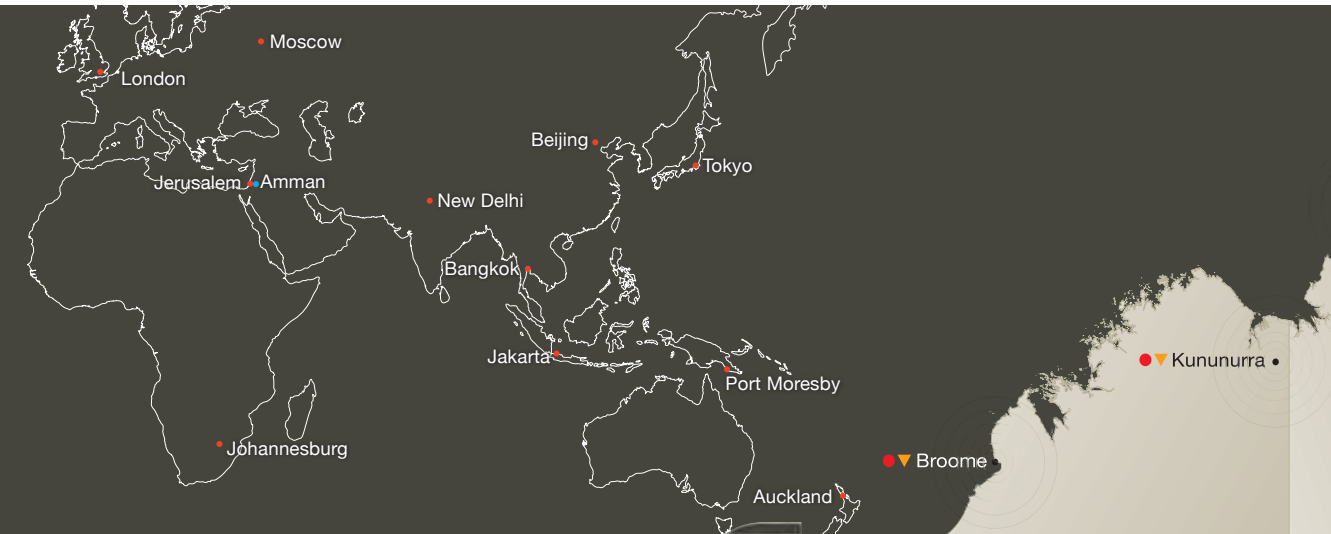 Moscow
London
Beijing
Tokyo
Jerusalem
Amman
New Delhi
Bangkok
Jakarta
Port Moresby
Kununurra
Johannesburg
Broome
Auckland